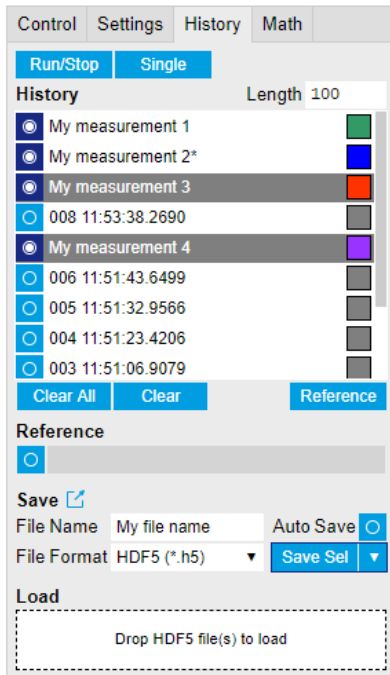 Control Settings History Math
Run/Stop Single
History Length 100
My measurement 1
My measurement 2*
My measurement 3
008 11:53:38.2690
My measurement 4
006 11:51:43.6499
005 11:51:32.9566
004 11:51:23.4206
003 11:51:06.9079
Clear All Clear Reference
Reference
Save
File Name My file name Auto Save
File Format HDF5 (*.h5) Save Sel
Load
Drop HDF5 file(s) to load